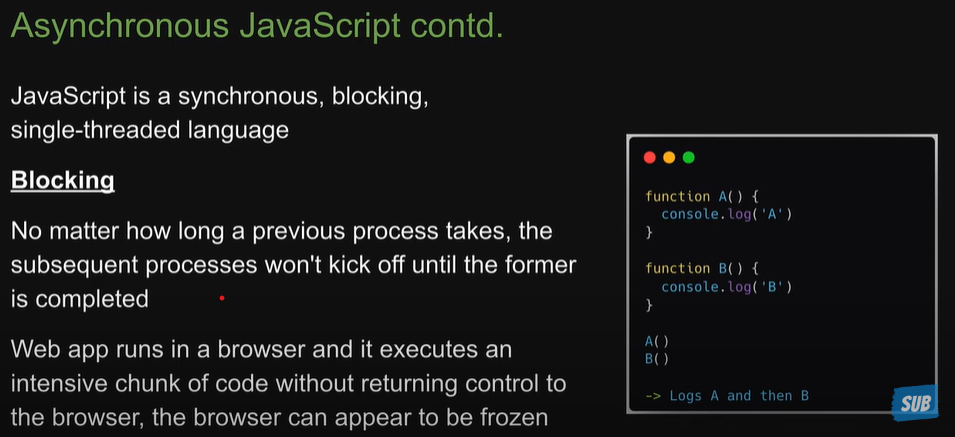 Asynchronous JavaScript contd.
JavaScript is a synchronous, blocking,
single-threaded language
Blocking
No matter how long a previous process takes, the
subsequent processes won't kick off until the former
is completed
Web app runs in a browser and it executes an
intensive chunk of code without returning control to
the browser, the browser can appear to be frozen
function A() {
  console.log('A')
}
function B() {
  console.log('B')
}
A()
B()
-> Logs A and then B
SUB